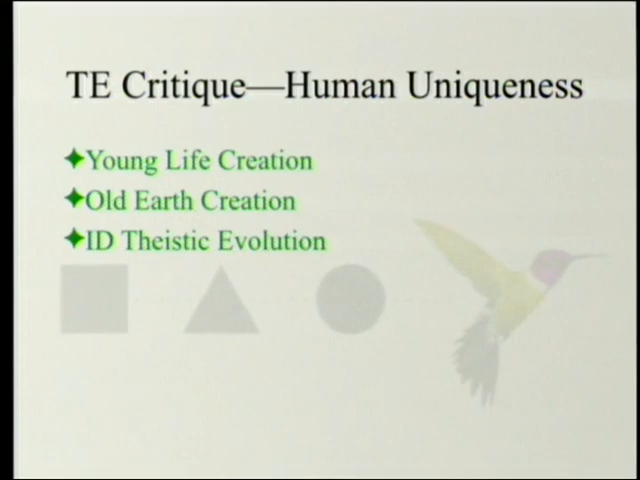 TE Critique—Human Uniqueness
Young Life Creation
Old Earth Creation
ID Theistic Evolution